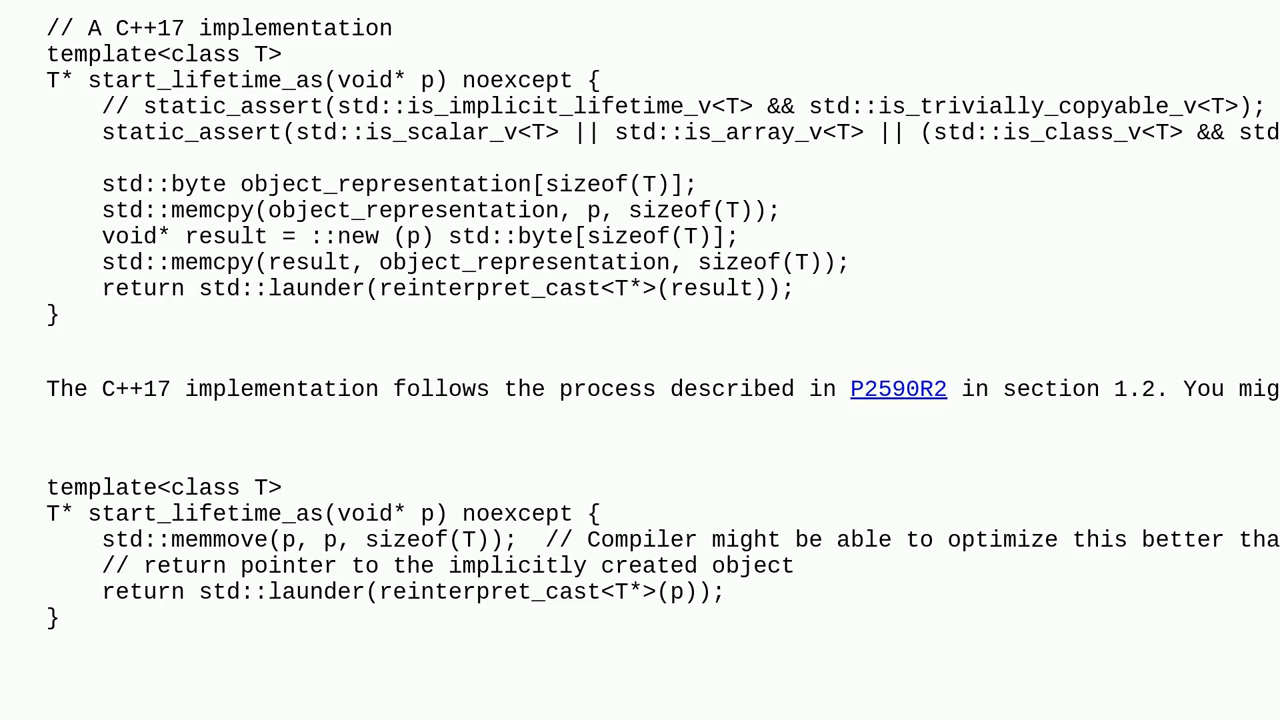 // A C++17 implementation
template<class T>
T* start_lifetime_as(void* p) noexcept {
    // static_assert(std::is_implicit_lifetime_v<T> && std::is_trivially_copyable_v<T>);
    static_assert(std::is_scalar_v<T> || std::is_array_v<T> || (std::is_class_v<T> && std
    std::byte object_representation[sizeof(T)];
    std::memcpy(object_representation, p, sizeof(T));
    void* result = ::new (p) std::byte[sizeof(T)];
    std::memcpy(result, object_representation, sizeof(T));
    return std::launder(reinterpret_cast<T*>(result));
}
The C++17 implementation follows the process described in P2590R2 in section 1.2. You mig
template<class T>
T* start_lifetime_as(void* p) noexcept {
    std::memmove(p, p, sizeof(T));  // Compiler might be able to optimize this better tha
    // return pointer to the implicitly created object
    return std::launder(reinterpret_cast<T*>(p));
}